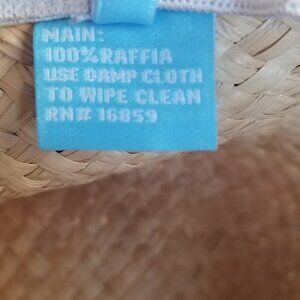 MAIN:
100% RAFFIA
USE DAMP CLOTH
TO WIPE CLEAN
RN# 16859